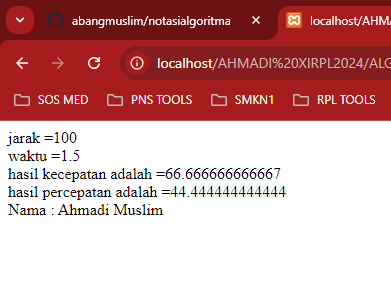 abangmuslim/notasialgoritma
localhost/AHMA
localhost/AHMADI%20XIRPL2024/ALG
SOS MED
PNS TOOLS
SMKN1
RPL TOOLS
jarak =100
waktu =1.5
hasil kecepatan adalah =66.666666666667
hasil percepatan adalah =44.444444444444
Nama : Ahmadi Muslim